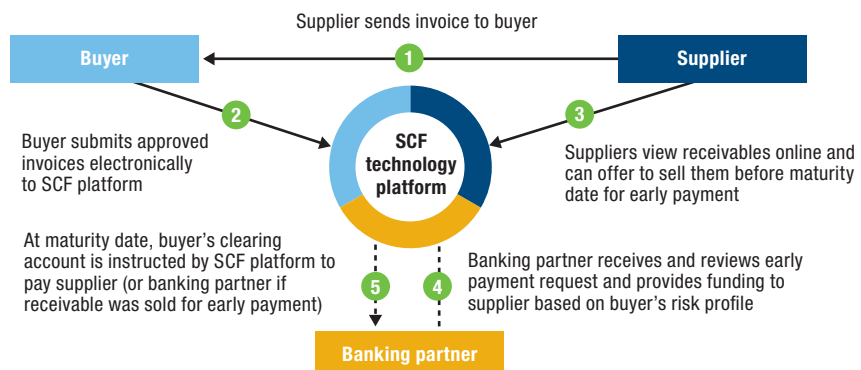 Supplier sends invoice to buyer
Buyer
1
Supplier
2
3
SCF
technology
platform
Buyer submits approved
invoices electronically
to SCF platform
Suppliers view receivables online and
can offer to sell them before maturity
date for early payment
At maturity date, buyer’s clearing
account is instructed by SCF platform to
pay supplier (or banking partner if
receivable was sold for early payment)
5
4
Banking partner receives and reviews early
payment request and provides funding to
supplier based on buyer’s risk profile
Banking partner